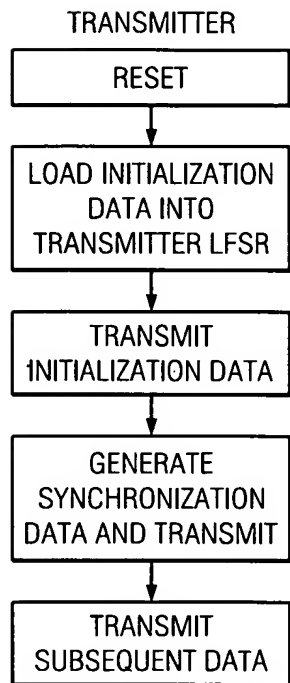 TRANSMITTER
RESET
LOAD INITIALIZATION
DATA INTO
TRANSMITTER LFSR
TRANSMIT
INITIALIZATION DATA
GENERATE
SYNCHRONIZATION
DATA AND TRANSMIT
TRANSMIT
SUBSEQUENT DATA